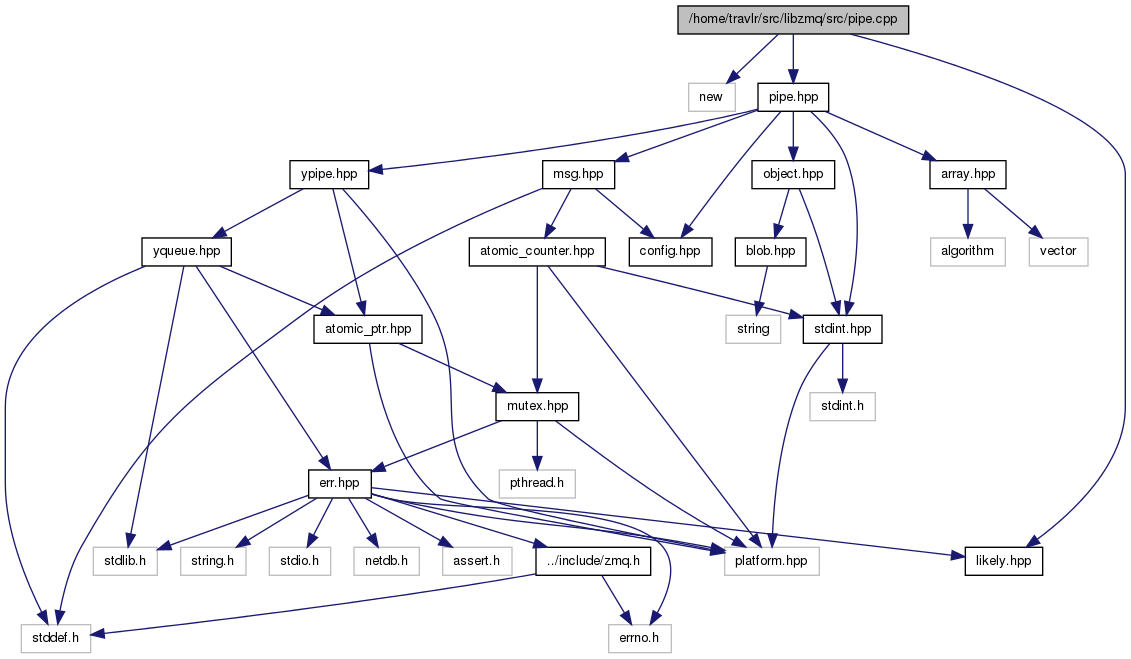 /home/travlr/src/libzmq/src/pipe.cpp
new
pipe.hpp
ypipe.hpp
msg.hpp
object.hpp
array.hpp
yqueue.hpp
atomic_counter.hpp
config.hpp
blob.hpp
algorithm
vector
atomic_ptr.hpp
string
stdint.hpp
mutex.hpp
stdint.h
err.hpp
pthread.h
stdlib.h
string.h
stdio.h
netdb.h
assert.h
../include/zmq.h
platform.hpp
likely.hpp
stddef.h
errno.h